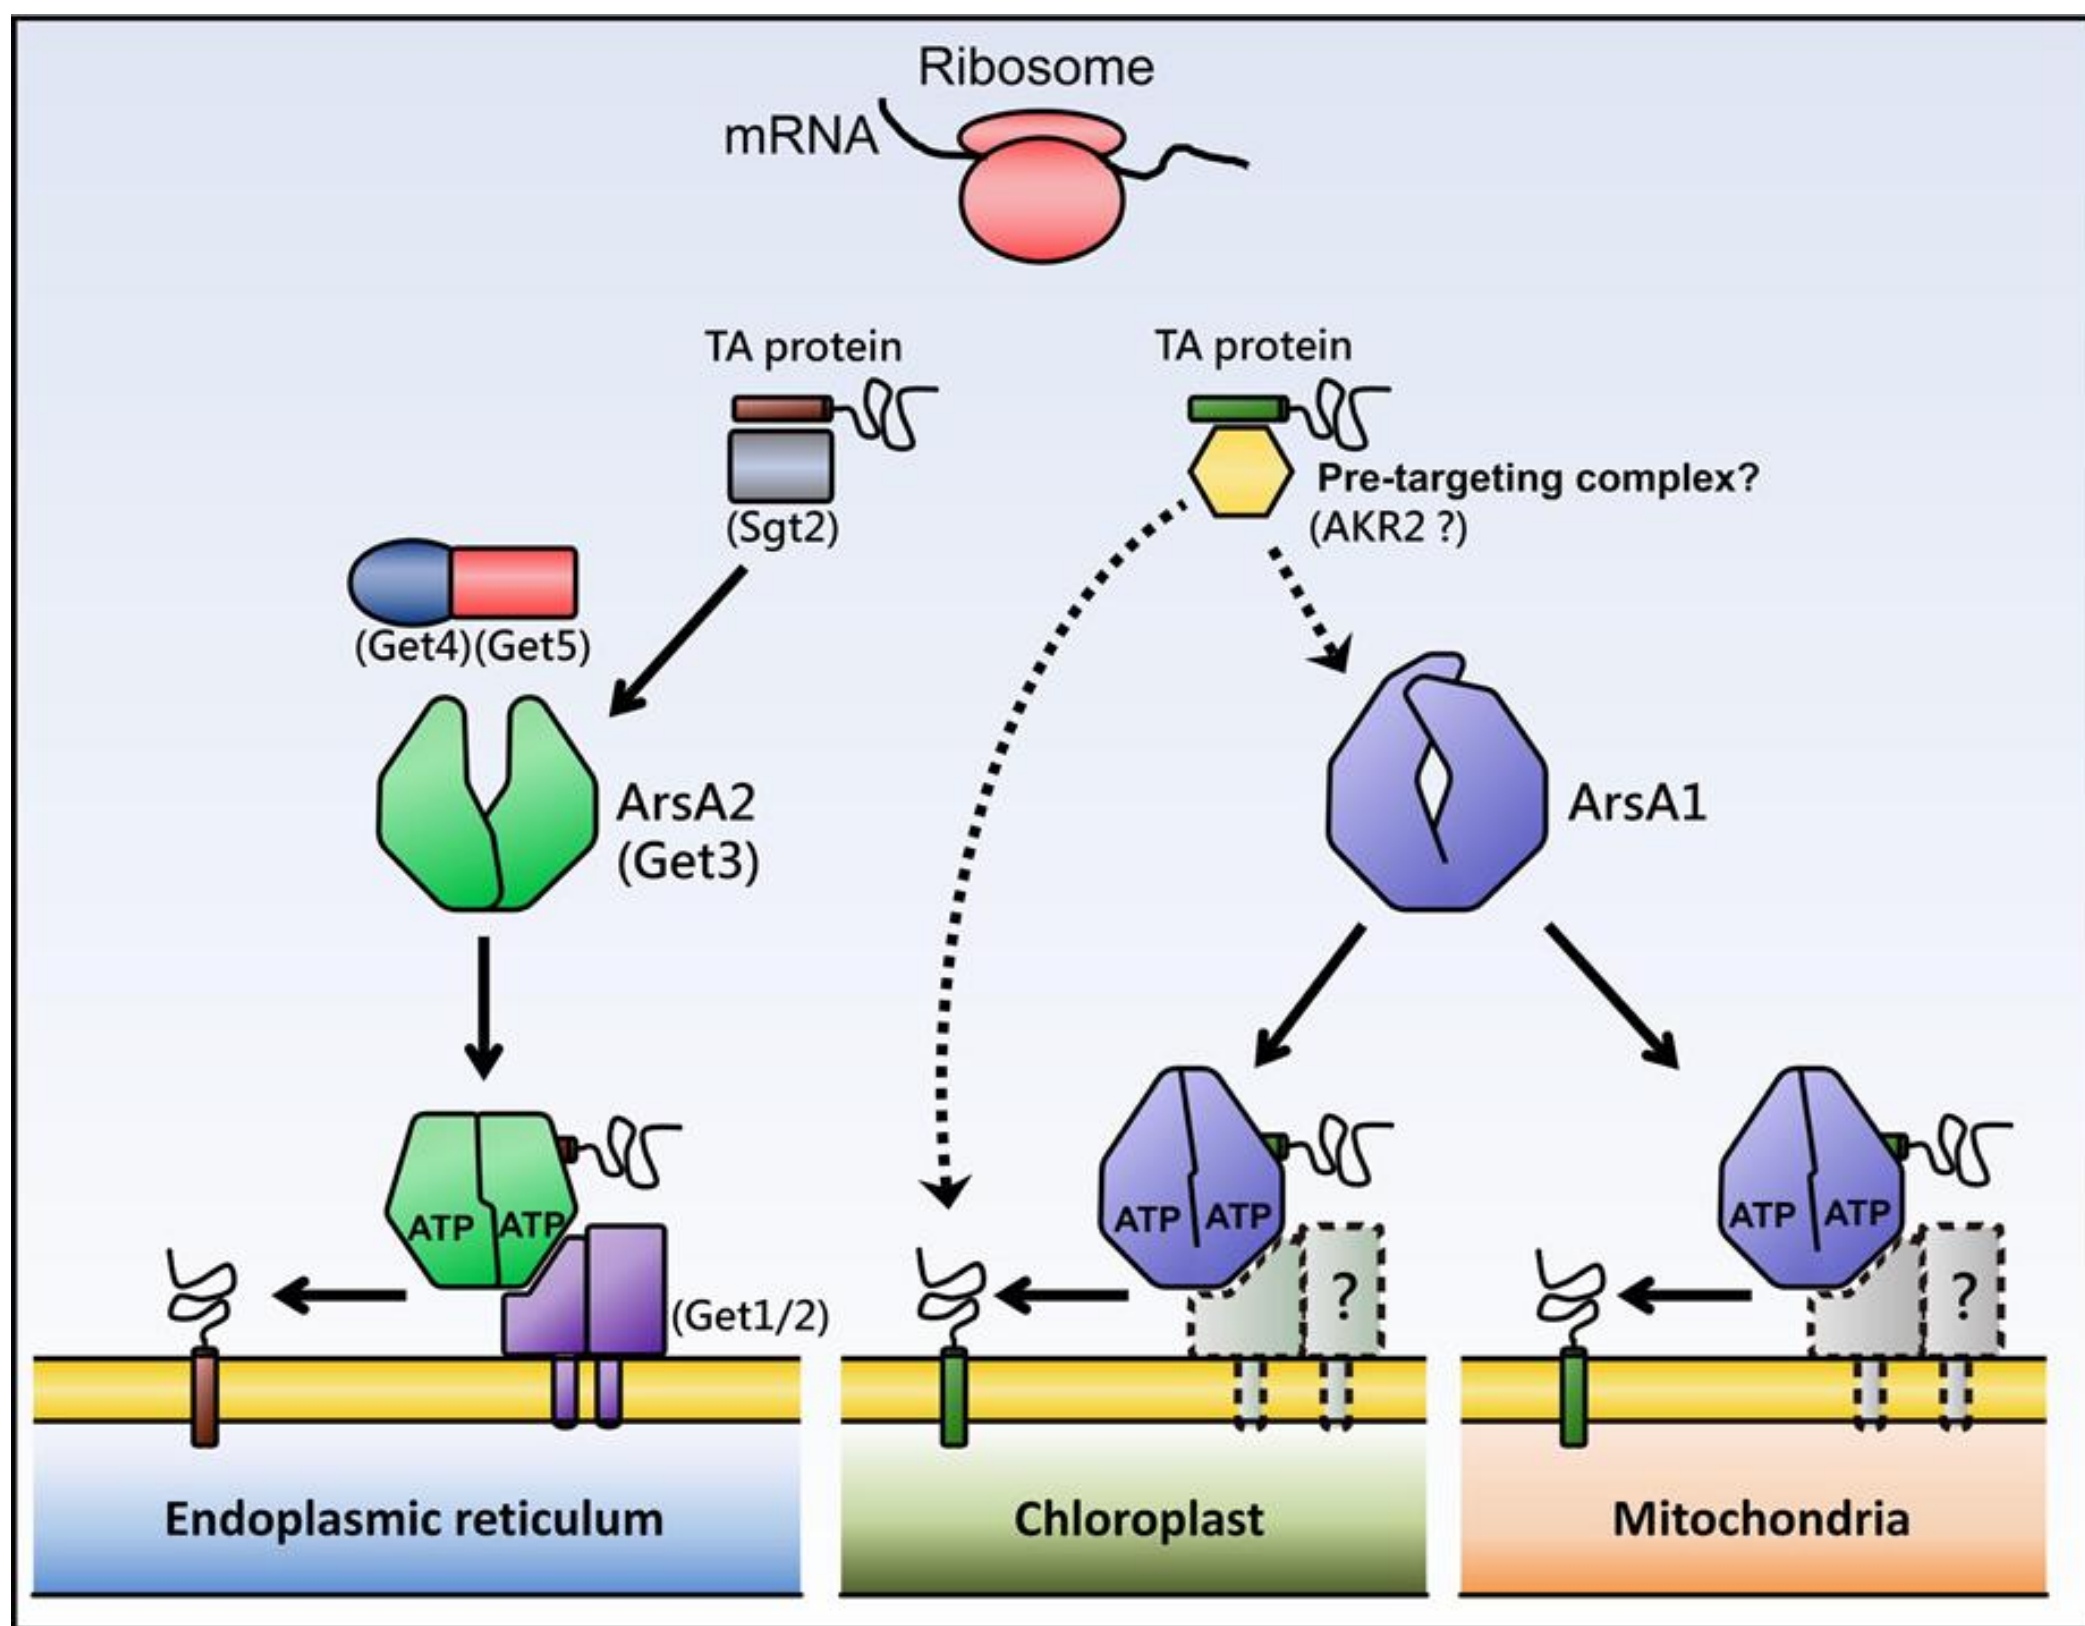 Ribosome
mRNA
TA protein
TA protein
(Sgt2)
Pre-targeting complex?
(AKR2 ?)
(Get4)(Get5)
ArsA2
(Get3)
ArsA1
ATP ATP
ATP ATP
ATP ATP
(Get1/2)
?
?
Endoplasmic reticulum
Chloroplast
Mitochondria